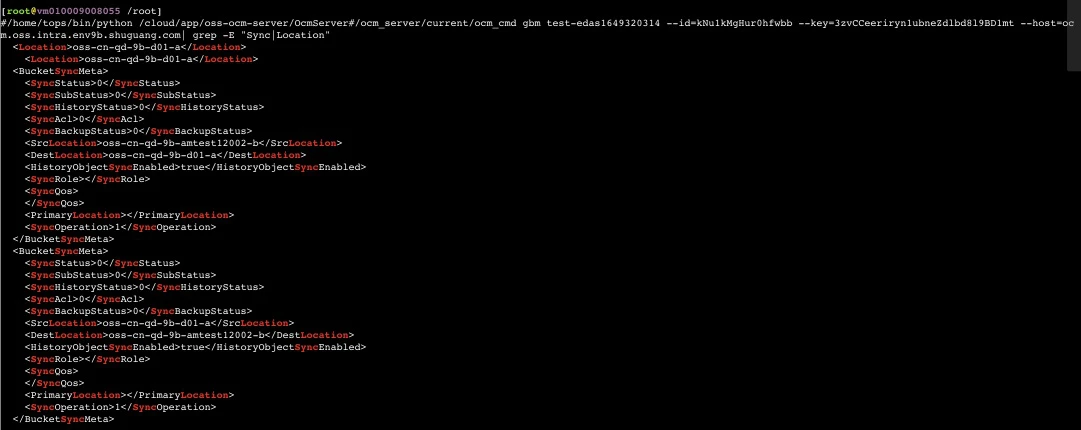 [root@vm010009008055 /root]
#/home/tops/bin/python /cloud/app/oss-ocm-server/OcmServer#/ocm_server/current/ocm_cmd gbm test-edas1649320314 --id=kNu1kMgHur0hfwbb --key=3zvCCeeriryn1ubneZdlbd8l9BD1mt --host=oc
m.oss.intra.env9b.shuguang.com| grep -E "Sync|Location"
<Location>oss-cn-qd-9b-d01-a</Location>
<Location>oss-cn-qd-9b-d01-a</Location>
<BucketSyncMeta>
<SyncStatus>0</SyncStatus>
<SyncSubStatus>0</SyncSubStatus>
<SyncHistoryStatus>0</SyncHistoryStatus>
<SyncAcl>0</SyncAcl>
<SyncBackupStatus>0</SyncBackupStatus>
<SrcLocation>oss-cn-qd-9b-amtest12002-b</SrcLocation>
<DestLocation>oss-cn-qd-9b-d01-a</DestLocation>
<HistoryObjectSyncEnabled>true</HistoryObjectSyncEnabled>
<SyncRole></SyncRole>
<SyncQos>
</SyncQos>
<PrimaryLocation></PrimaryLocation>
<SyncOperation>1</SyncOperation>
</BucketSyncMeta>
<BucketSyncMeta>
<SyncStatus>0</SyncStatus>
<SyncSubStatus>0</SyncSubStatus>
<SyncHistoryStatus>0</SyncHistoryStatus>
<SyncAcl>0</SyncAcl>
<SyncBackupStatus>0</SyncBackupStatus>
<SrcLocation>oss-cn-qd-9b-d01-a</SrcLocation>
<DestLocation>oss-cn-qd-9b-amtest12002-b</DestLocation>
<HistoryObjectSyncEnabled>true</HistoryObjectSyncEnabled>
<SyncRole></SyncRole>
<SyncQos>
</SyncQos>
<PrimaryLocation></PrimaryLocation>
<SyncOperation>1</SyncOperation>
</BucketSyncMeta>